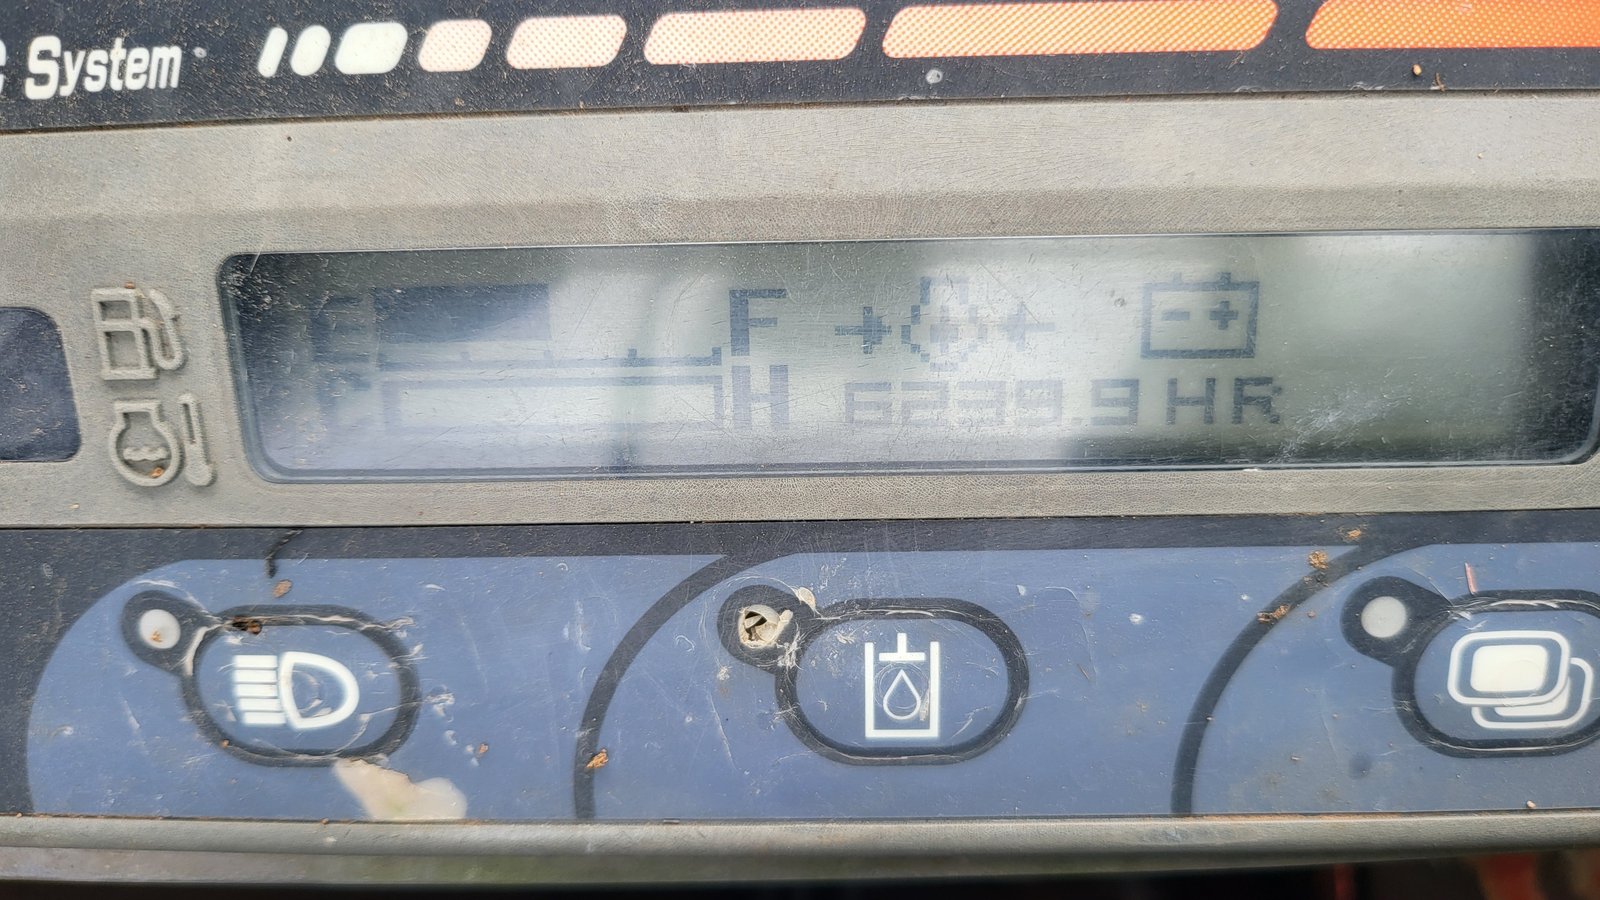 System
E F
C H 6239.9 HR